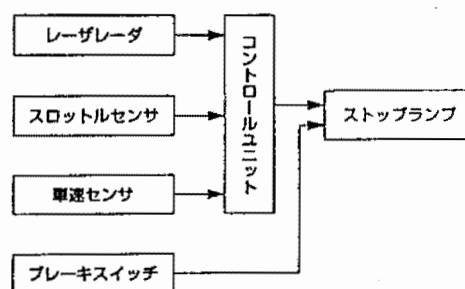 レーザレーダ
スロットルセンサ
車速センサ
ブレーキスイッチ
コントロールユニット
ストップランプ